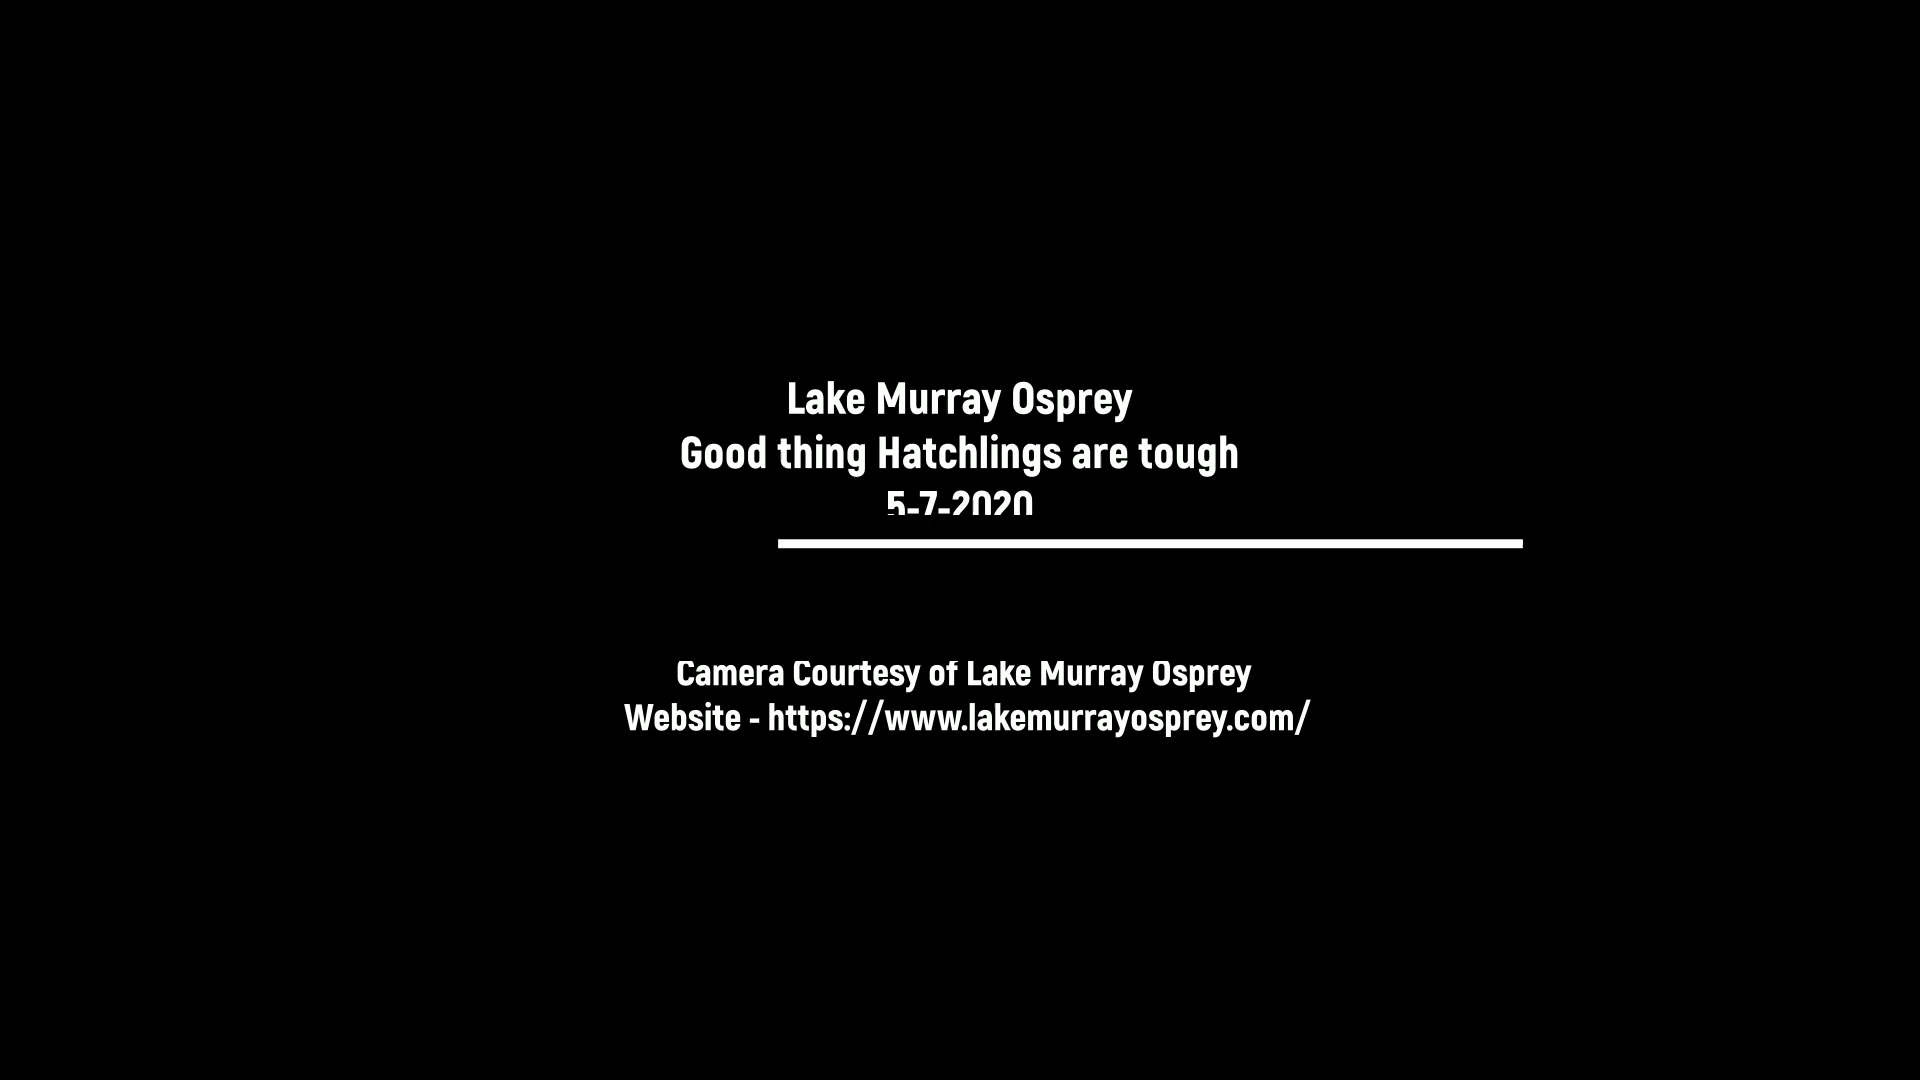 Lake Murray Osprey
Good thing Hatchlings are tough
5-7-2020
Camera Courtesy of Lake Murray Osprey
Website - https://www.lakemurrayosprey.com/